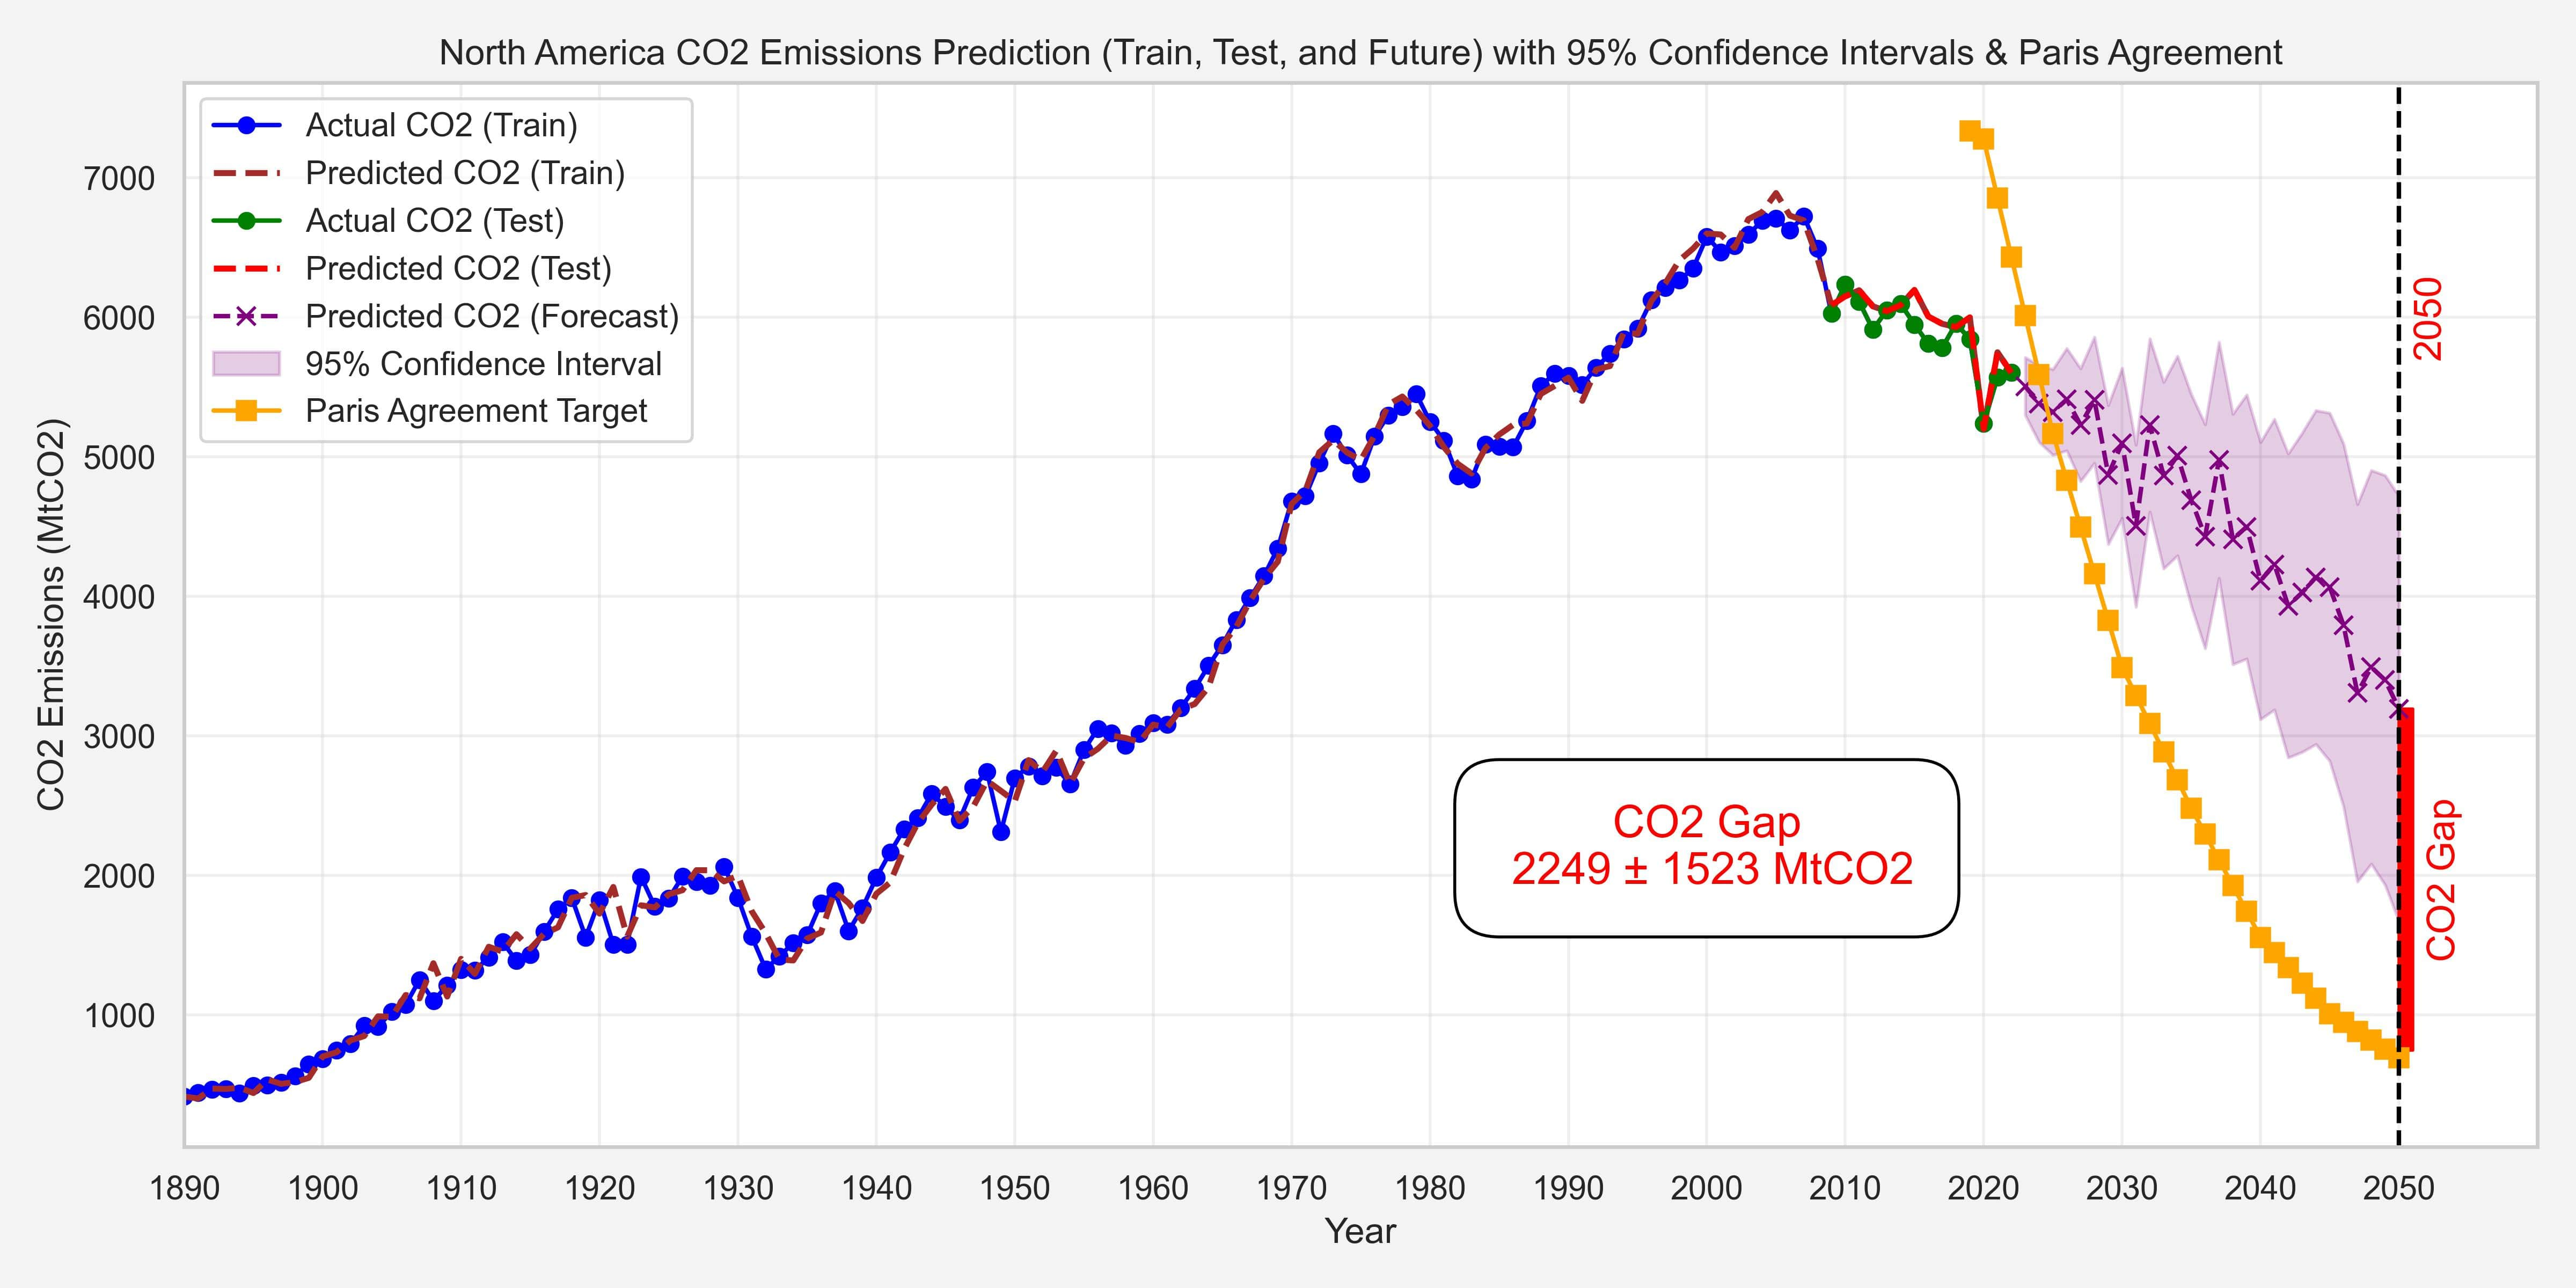 North America CO2 Emissions Prediction (Train, Test, and Future) with 95% Confidence Intervals & Paris Agreement
Actual CO2 (Train)
Predicted CO2 (Train)
Actual CO2 (Test)
Predicted CO2 (Test)
Predicted CO2 (Forecast)
95% Confidence Interval
Paris Agreement Target
CO2 Emissions (MtCO2)
7000
6000
5000
4000
3000
2000
1000
2050
CO2 Gap
2249 ± 1523 MtCO2
CO2 Gap
1890 1900 1910 1920 1930 1940 1950 1960 1970 1980 1990 2000 2010 2020 2030 2040 2050
Year